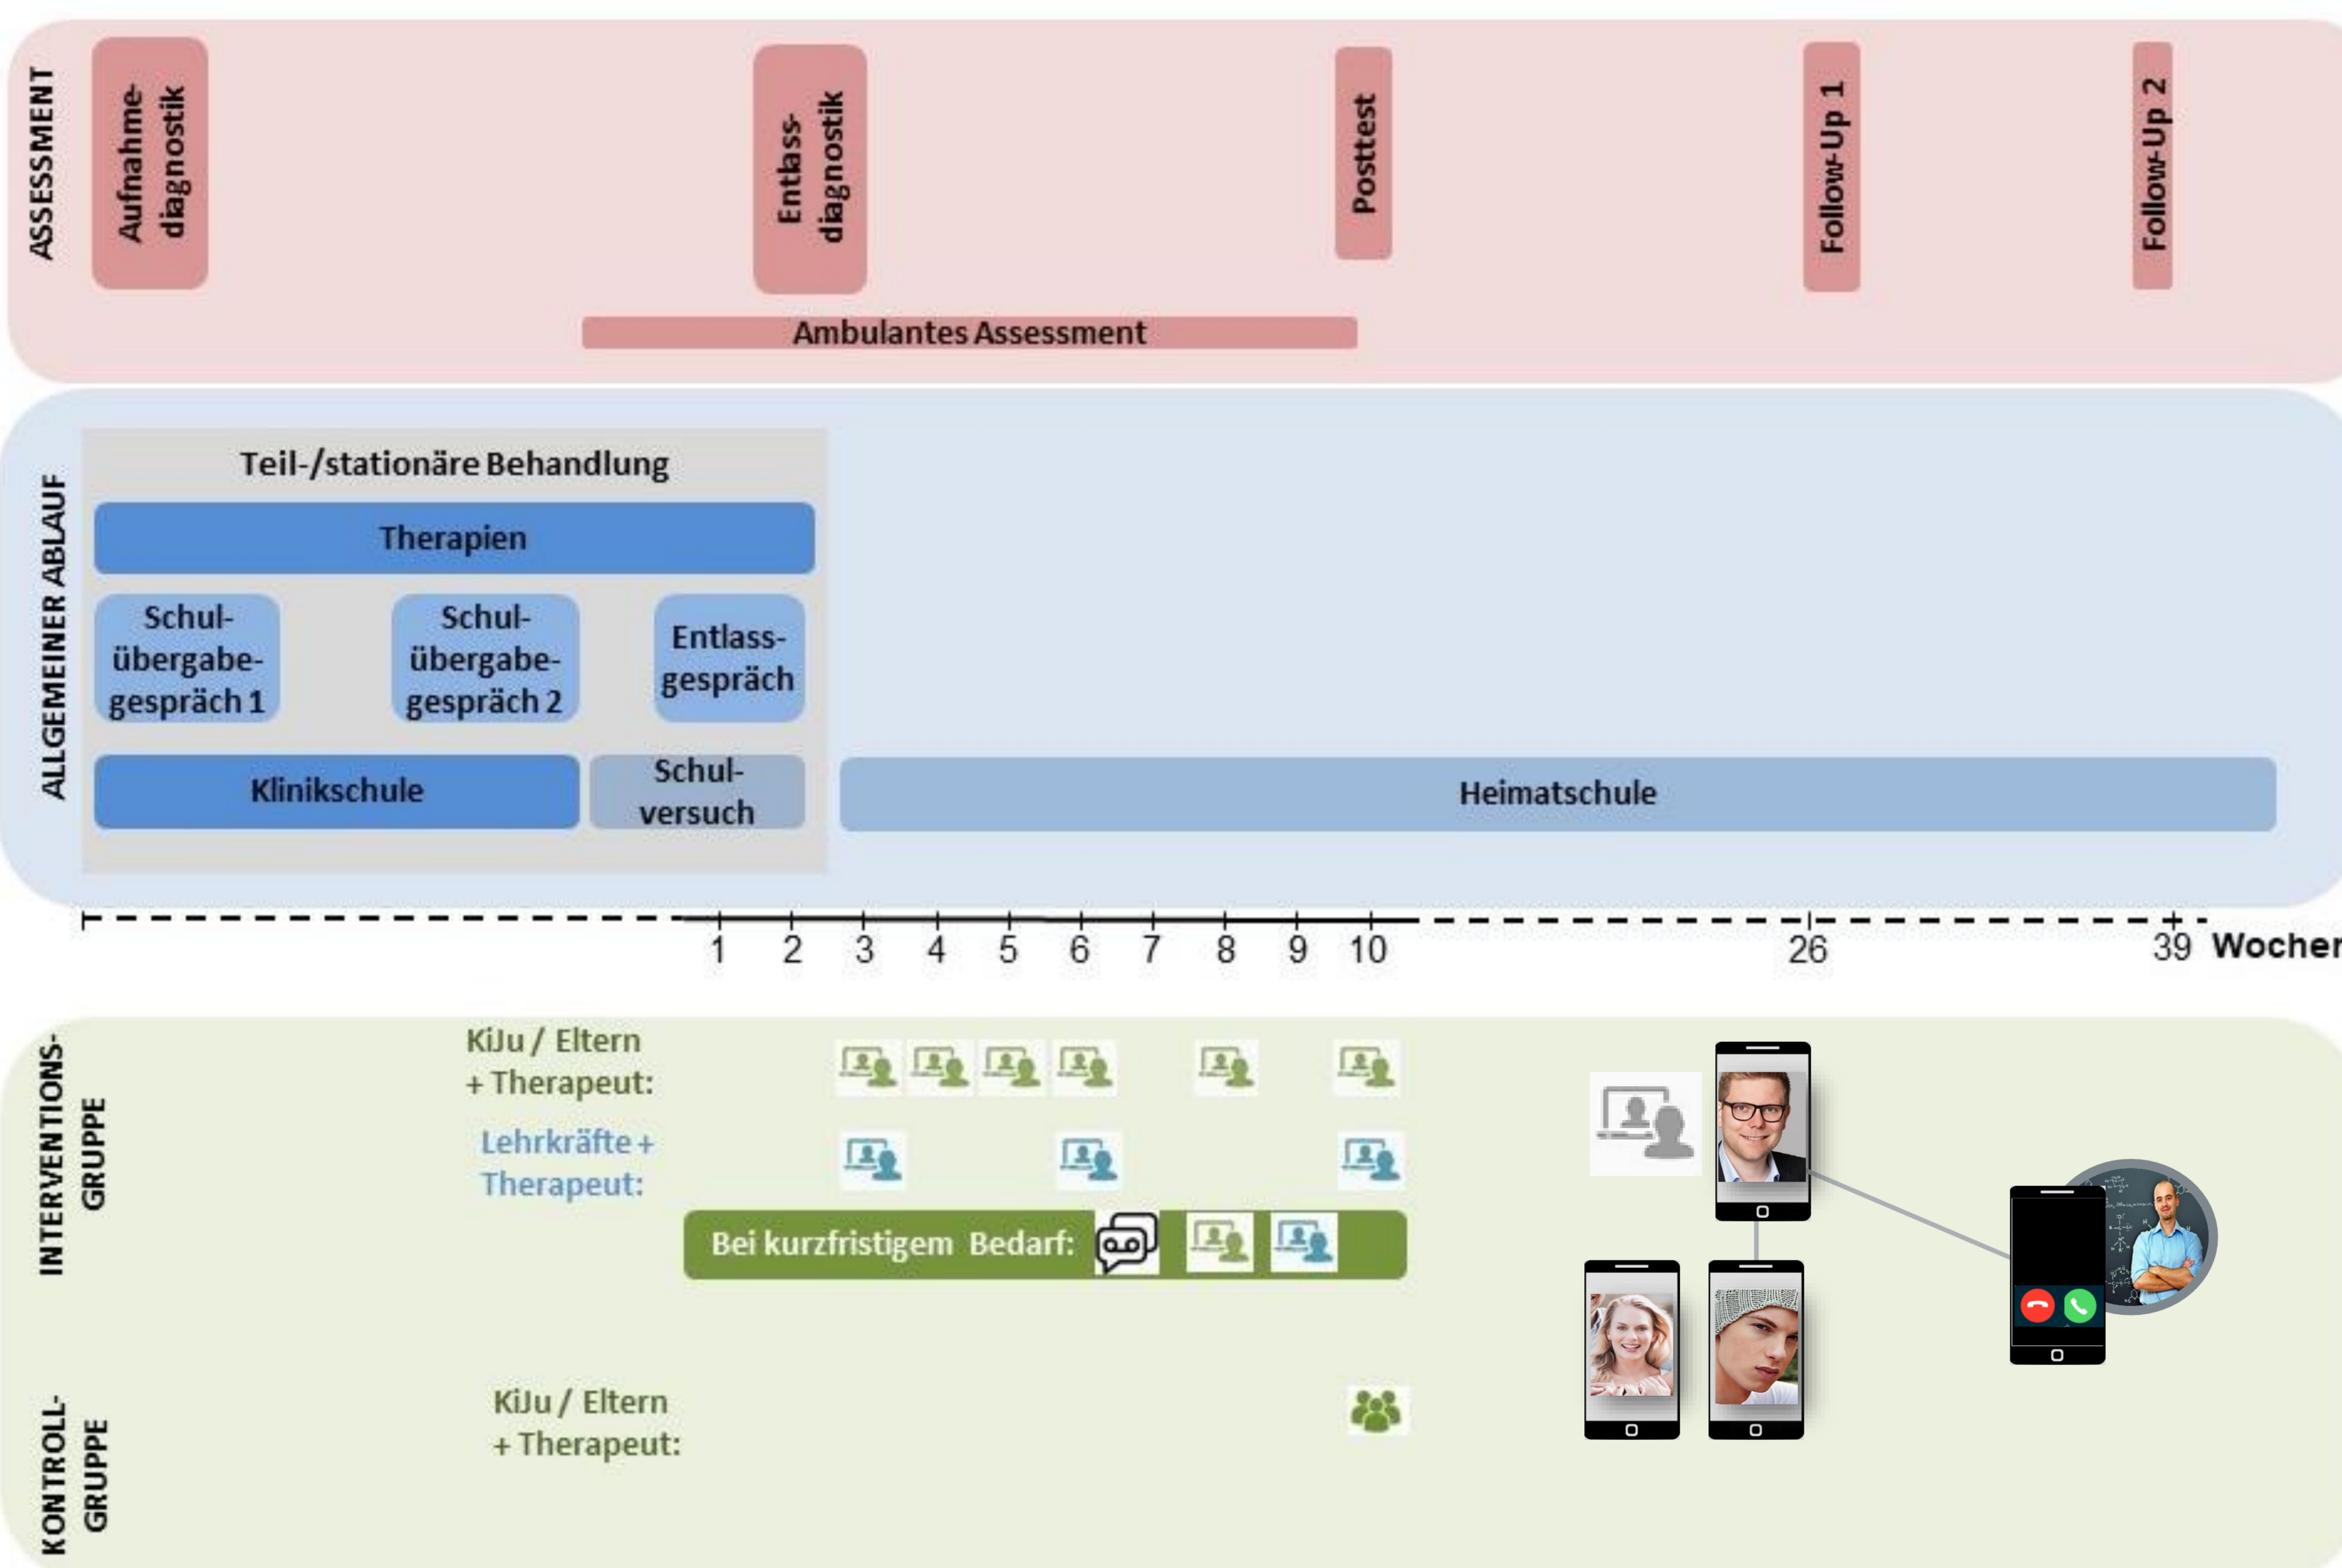 ASSESSMENT
Aufnahme-
diagnostik
Entlass-
diagnostik
Posttest
Follow-Up 1
Follow-Up 2
Ambulantes Assessment
ALLGEMEINER ABLAUF
Teil-/stationäre Behandlung
Therapien
Schul-
übergabe-
gespräch 1
Schul-
übergabe-
gespräch 2
Entlass-
gespräch
Klinikschule
Schul-
versuch
Heimatschule
1 2 3 4 5 6 7 8 9 10 26 39 Wochen
INTERVENTIONS-
GRUPPE
KiJu / Eltern
+ Therapeut:
Lehrkräfte +
Therapeut:
Bei kurzfristigem Bedarf:
KONTROLL-
GRUPPE
KiJu / Eltern
+ Therapeut: